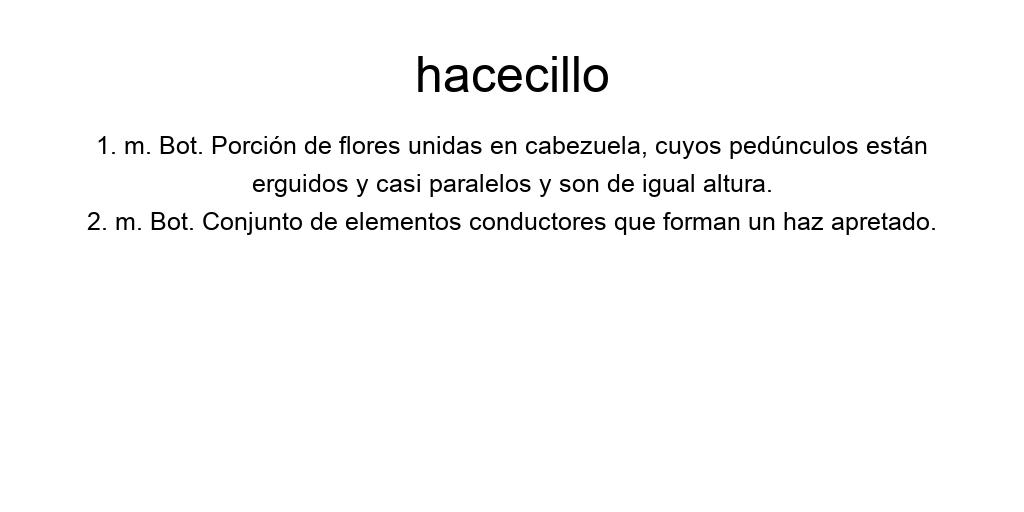 hacecillo
1. m. Bot. Porción de flores unidas en cabezuela, cuyos pedúnculos están
erguidos y casi paralelos y son de igual altura.
2. m. Bot. Conjunto de elementos conductores que forman un haz apretado.